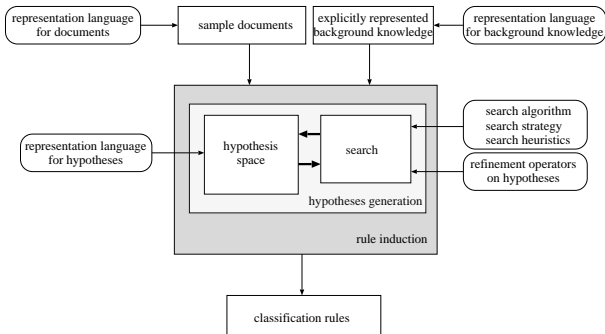 representation language
for documents
sample documents
explicitly represented
background knowledge
representation language
for background knowledge
representation language
for hypotheses
hypothesis
space
search
search algorithm
search strategy
search heuristics
refinement operators
on hypotheses
hypotheses generation
rule induction
classification rules